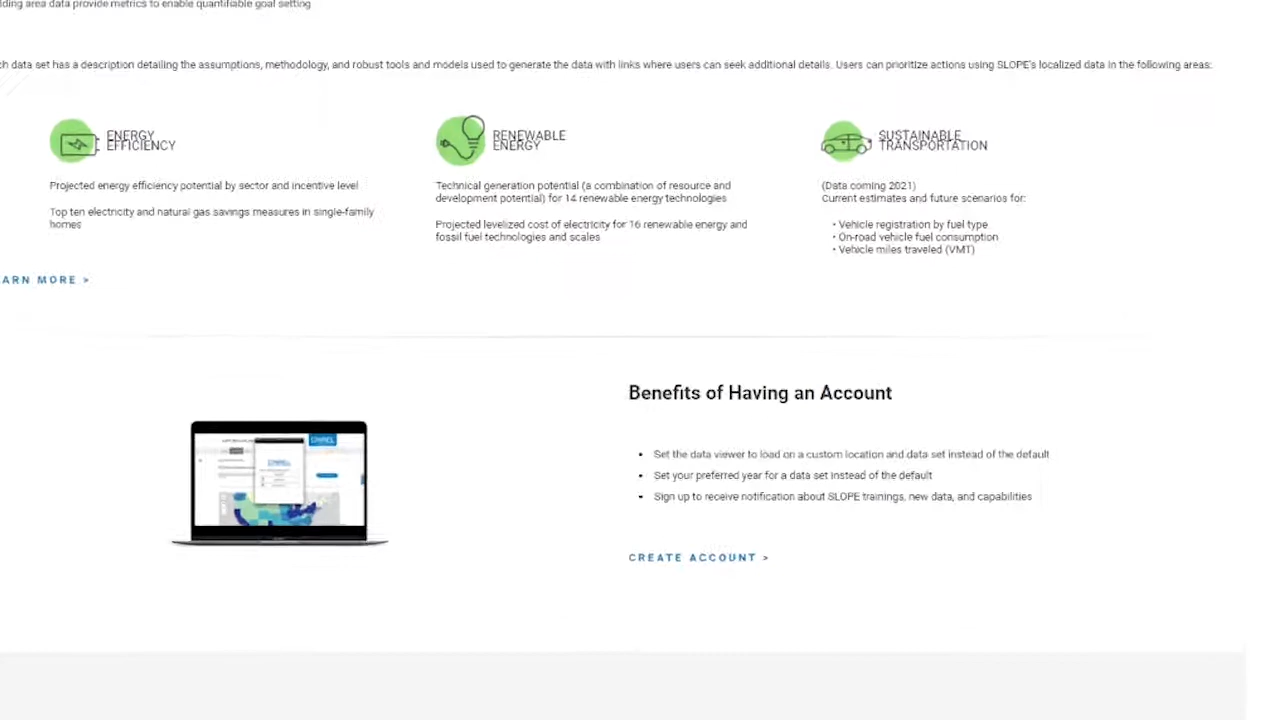 area data provide metrics to enable quantifiable goal setting
data set has a description detailing the assumptions, methodology, and robust tools and models used to generate the data with links where users can seek additional details. Users can prioritize actions using SLOPE's localized data in the following areas:
ENERGY
EFFICIENCY
Projected energy efficiency potential by sector and incentive level
Top ten electricity and natural gas savings measures in single-family
homes
RENEWABLE
ENERGY
Technical generation potential (a combination of resource and
development potential) for 14 renewable energy technologies
Projected levelized cost of electricity for 16 renewable energy and
fossil fuel technologies and scales
SUSTAINABLE
TRANSPORTATION
(Data coming 2021)
Current estimates and future scenarios for:
• Vehicle registration by fuel type
• On-road vehicle fuel consumption
• Vehicle miles traveled (VMT)
ARN MORE >
Benefits of Having an Account
• Set the data viewer to load on a custom location and data set instead of the default
• Set your preferred year for a data set instead of the default
• Sign up to receive notification about SLOPE trainings, new data, and capabilities
CREATE ACCOUNT >